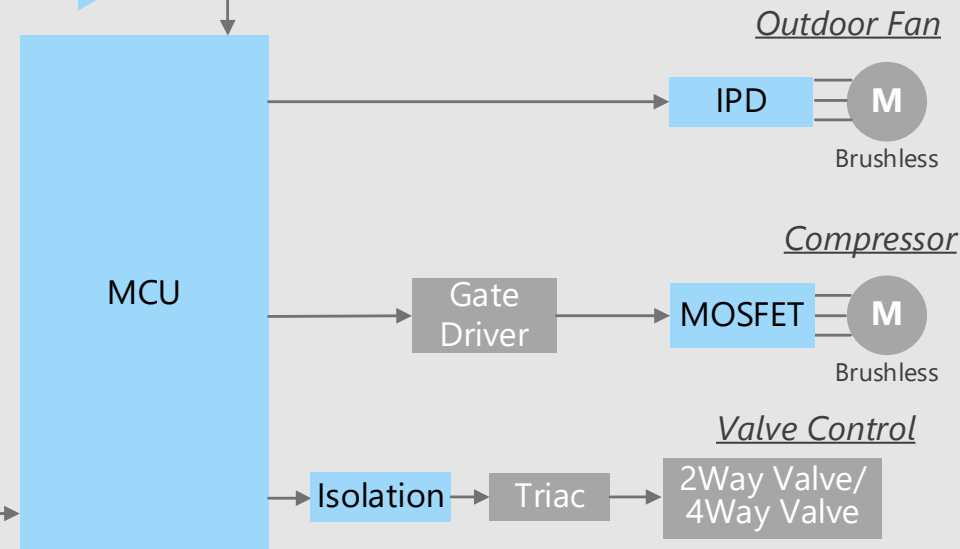 Outdoor Fan
IPD
M
Brushless
Compressor
MCU
Gate
Driver
MOSFET
M
Brushless
Valve Control
Isolation
Triac
2Way Valve/
4Way Valve